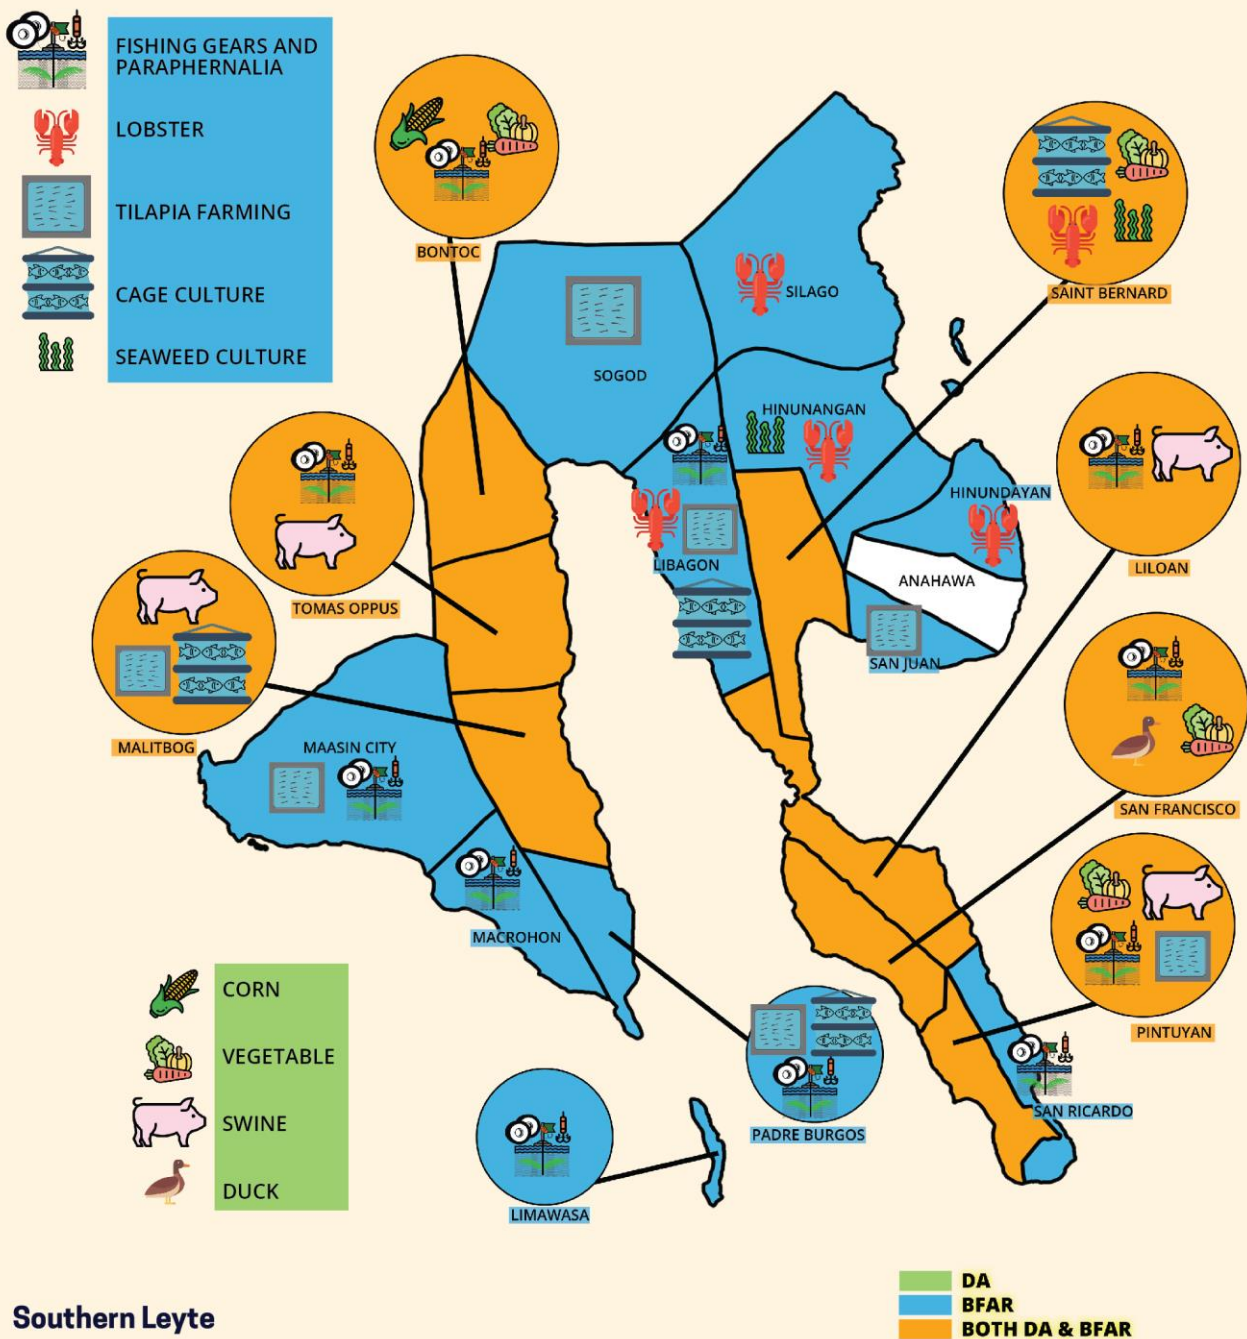 FISHING GEARS AND
PARAPHERNALIA
LOBSTER
TILAPIA FARMING
CAGE CULTURE
SEAWEED CULTURE
BONTOC
SAINT BERNARD
SILAGO
SOGOD
HINUNANGAN
HINUNDAYAN
LILOAN
LIBAGON
ANAHAWA
TOMAS OPPUS
SAN JUAN
MALITBOG
MAASIN CITY
SAN FRANCISCO
MACROHON
CORN
VEGETABLE
SWINE
DUCK
PINTUYAN
SAN RICARDO
PADRE BURGOS
LIMAWASA
DA
BFAR
BOTH DA & BFAR
Southern Leyte